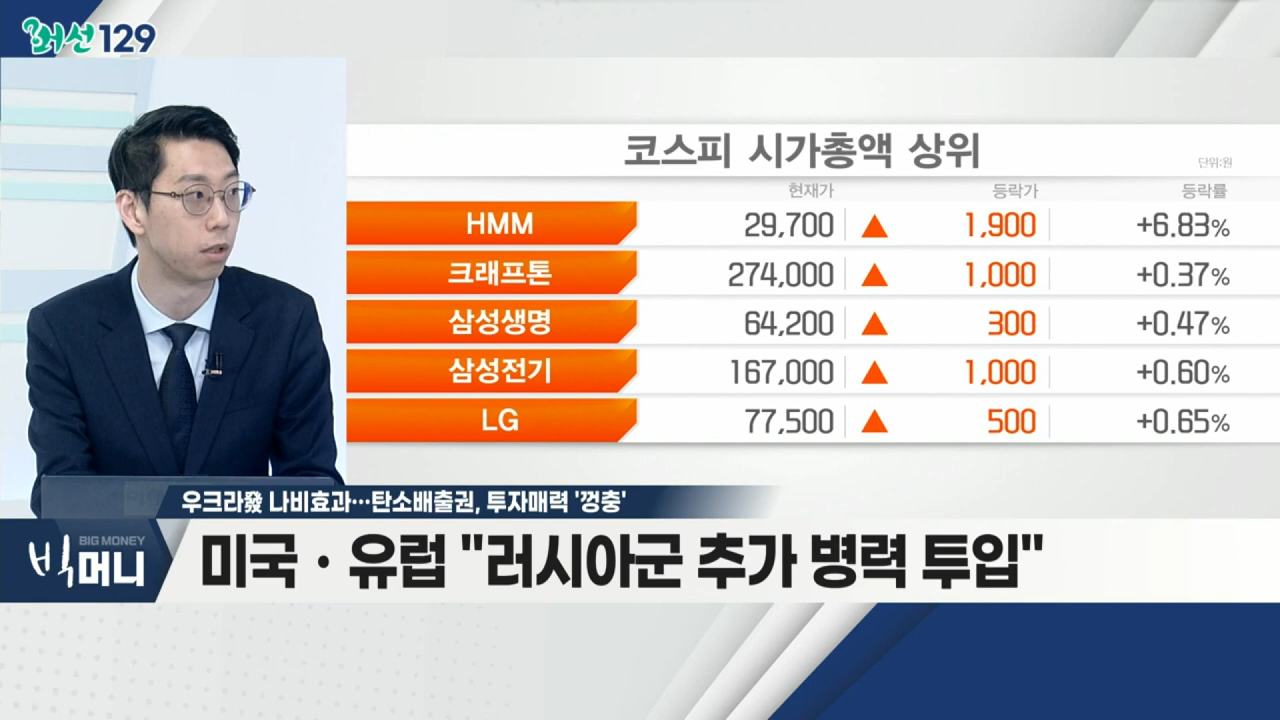 머선129
코스피 시가총액 상위
단위:원
현재가 등락가 등락률
HMM 29,700 ▲ 1,900 +6.83%
크래프톤 274,000 ▲ 1,000 +0.37%
삼성생명 64,200 ▲ 300 +0.47%
삼성전기 167,000 ▲ 1,000 +0.60%
LG 77,500 ▲ 500 +0.65%
우크라發 나비효과…탄소배출권, 투자매력 '껑충'
BIG MONEY
빅머니
미국·유럽 "러시아군 추가 병력 투입"